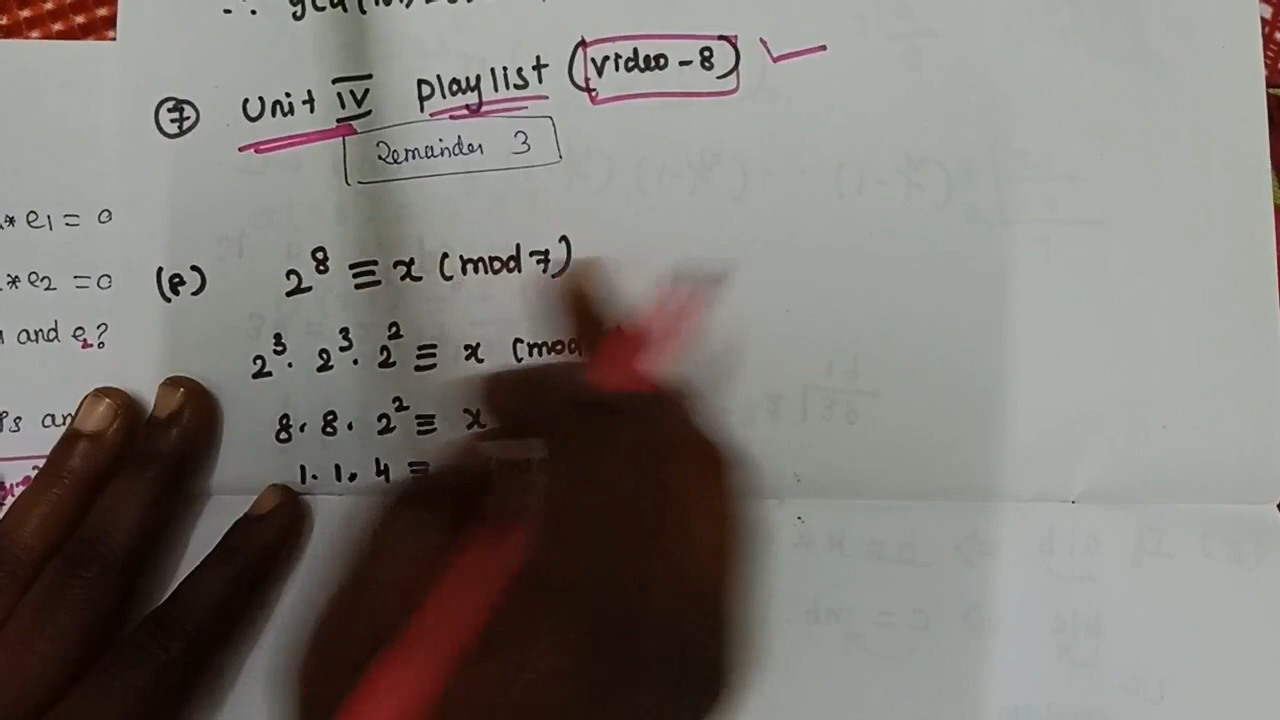 ∴ gcd(
⑦ Unit IV playlist (video-8) ✓
Remainder 3
* e1 = 0
* e2 = 0
and e2?
(e) 2^8 ≡ x (mod 7)
2^3 . 2^3 . 2^2 ≡ x (mod
8 . 8 . 2^2 ≡ x
1 . 1 . 4 ≡